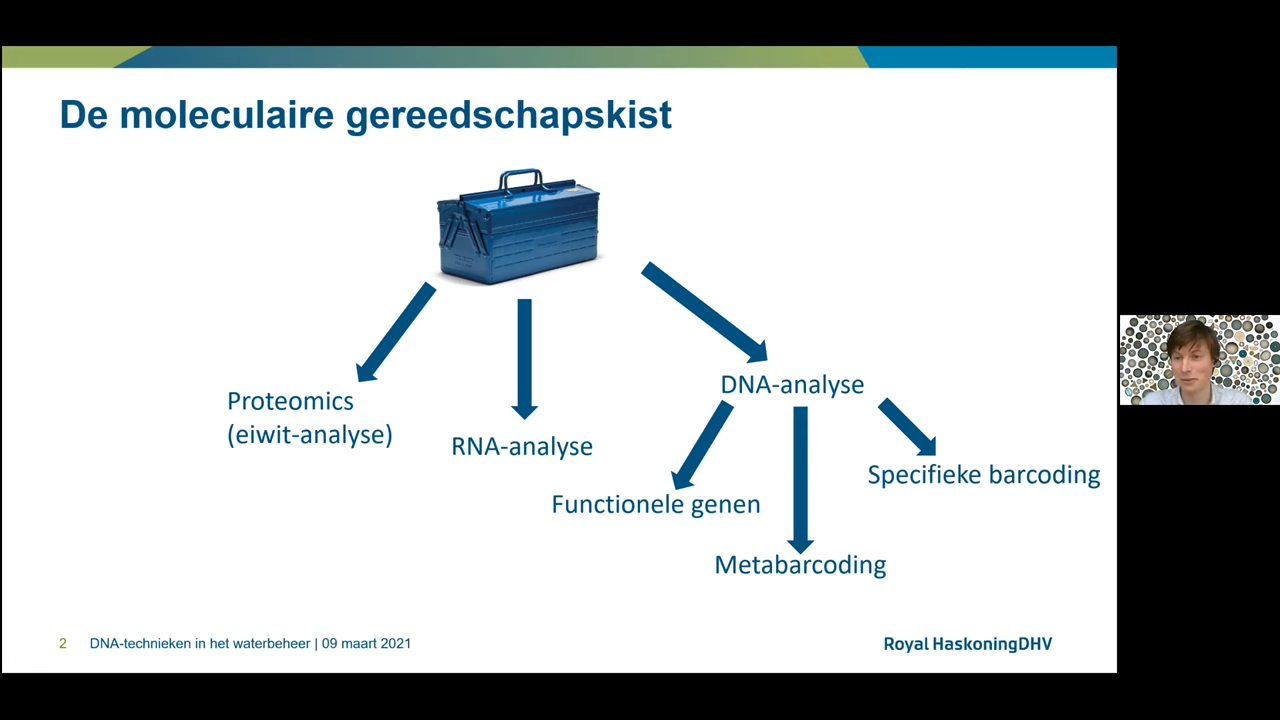 De moleculaire gereedschapskist
Proteomics
(eiwit-analyse)
RNA-analyse
DNA-analyse
Functionele genen
Metabarcoding
Specifieke barcoding
2 DNA-technieken in het waterbeheer | 09 maart 2021
Royal HaskoningDHV